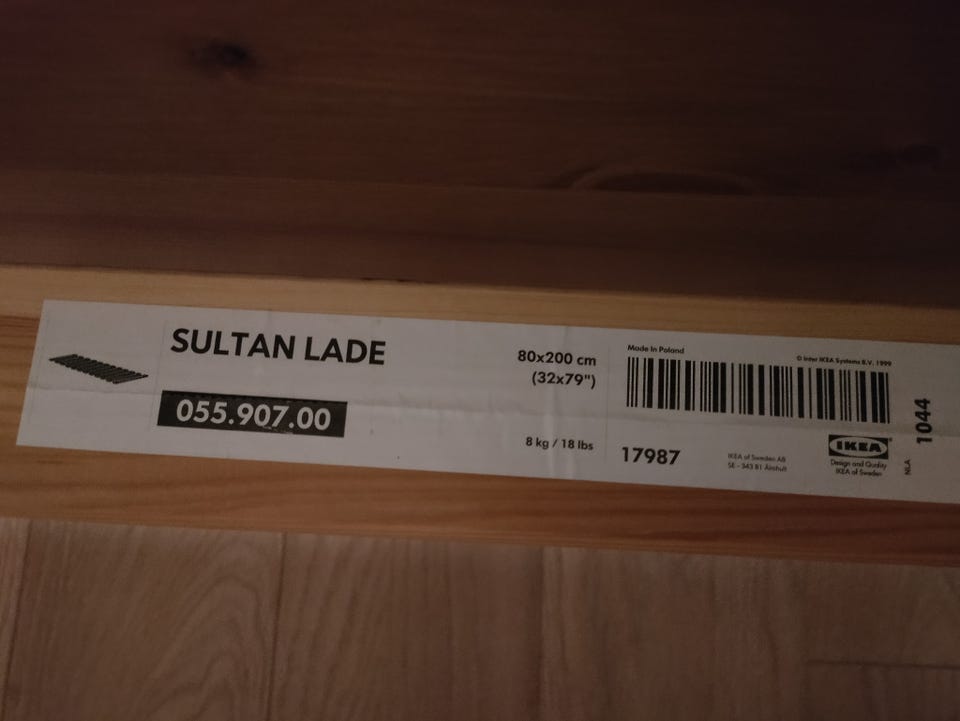 SULTAN LADE
055.907.00
80x200 cm
(32x79")
8 kg / 18 lbs
Made in Poland
© Inter IKEA Systems B.V. 1999
17987
IKEA of Sweden AB
SE - 343 81 Älmhult
IKEA
Design and Quality
IKEA of Sweden
NLA
1044